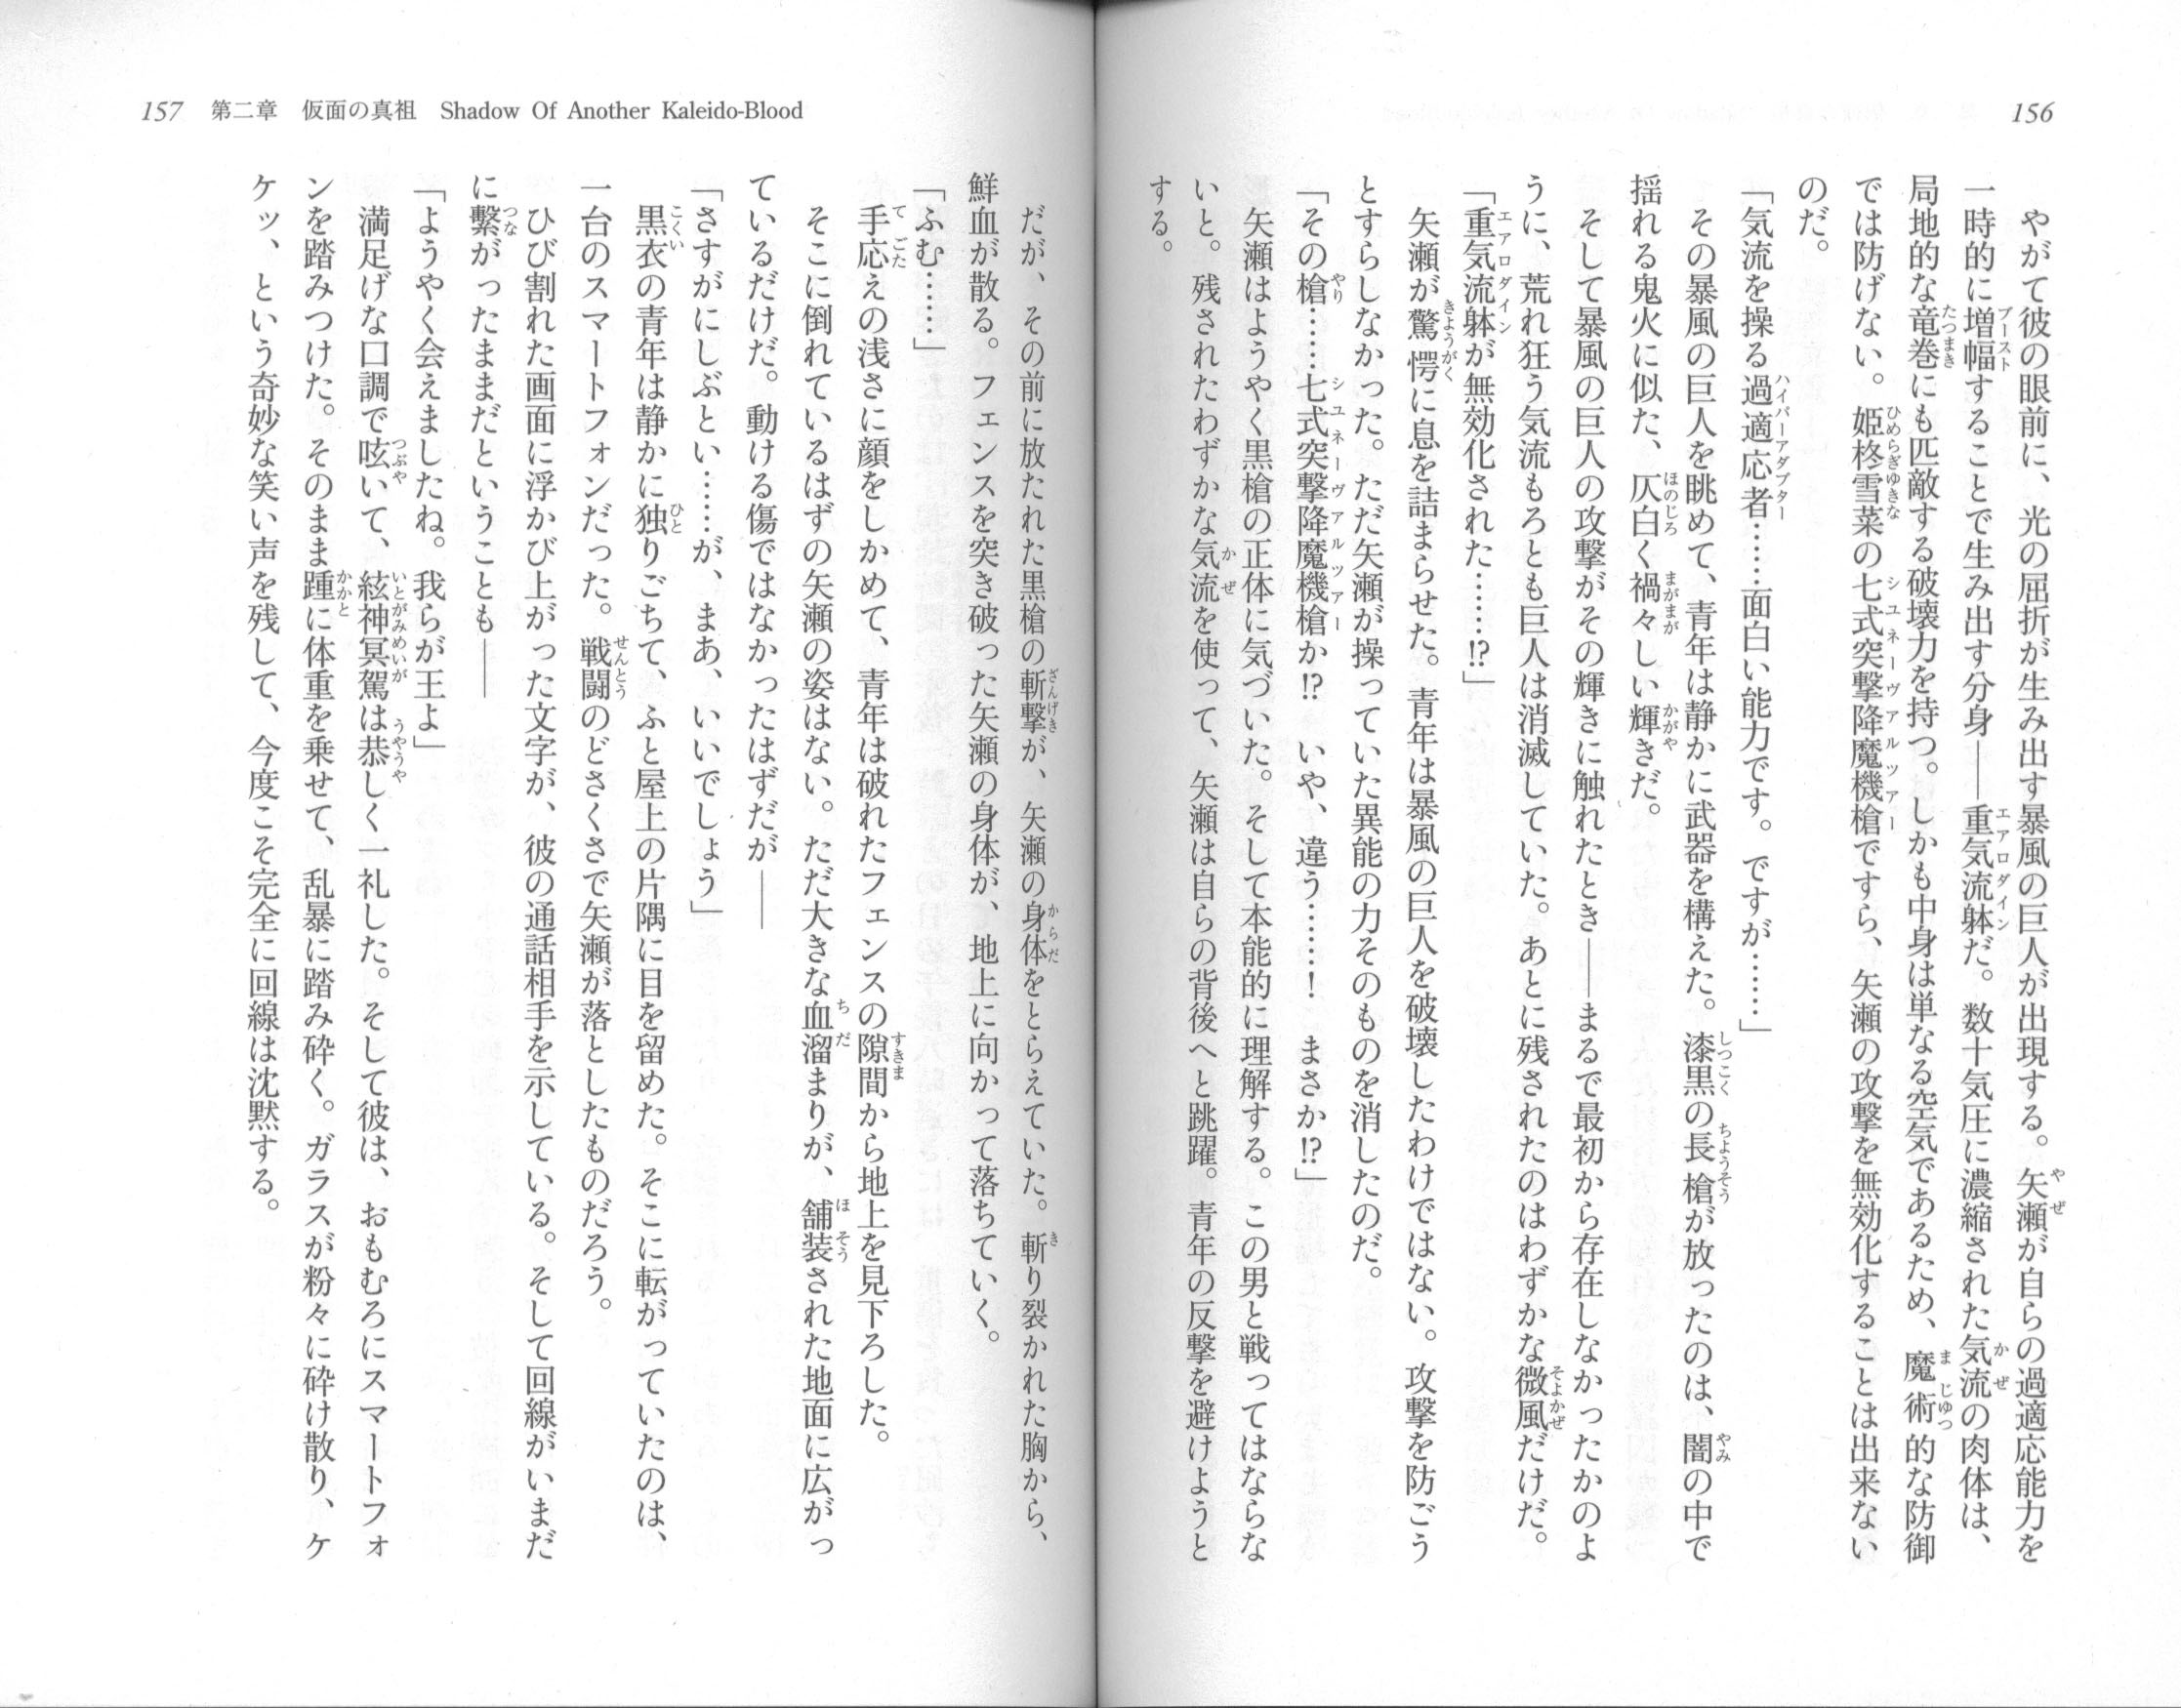 156
　やがて彼の眼前に、光の屈折が生み出す暴風の巨人が出現する。矢瀬が自らの過適応能力を
一時的に増幅することで生み出す分身――重気流躰だ。数十気圧に濃縮された気流の肉体は、
局地的な竜巻にも匹敵する破壊力を持つ。しかも中身は単なる空気であるため、魔術的な防御
では防げない。姫柊雪菜の七式突撃降魔機槍ですら、矢瀬の攻撃を無効化することは出来ない
のだ。
「気流を操る過適応者……面白い能力です。ですが……」
　その暴風の巨人を眺めて、青年は静かに武器を構えた。漆黒の長槍が放ったのは、闇の中で
揺れる鬼火に似た、仄白く禍々しい輝きだ。
　そして暴風の巨人の攻撃がその輝きに触れたとき――まるで最初から存在しなかったかのよ
うに、荒れ狂う気流もろとも巨人は消滅していた。あとに残されたのはわずかな微風だけだ。
「重気流躰が無効化された……!?」
　矢瀬が驚愕に息を詰まらせた。青年は暴風の巨人を破壊したわけではない。攻撃を防ごう
とすらしなかった。ただ矢瀬が操っていた異能の力そのものを消したのだ。
「その槍……七式突撃降魔機槍か!?　いや、違う……！　まさか!?」
　矢瀬はようやく黒槍の正体に気づいた。そして本能的に理解する。この男と戦ってはならな
いと。残されたわずかな気流を使って、矢瀬は自らの背後へと跳躍。青年の反撃を避けようと
する。
157　第二章　仮面の真祖　Shadow Of Another Kaleido-Blood
　だが、その前に放たれた黒槍の斬撃が、矢瀬の身体をとらえていた。斬り裂かれた胸から、
鮮血が散る。フェンスを突き破った矢瀬の身体が、地上に向かって落ちていく。
「ふむ……」
　手応えの浅さに顔をしかめて、青年は破れたフェンスの隙間から地上を見下ろした。
　そこに倒れているはずの矢瀬の姿はない。ただ大きな血溜まりが、舗装された地面に広がっ
ているだけだ。動ける傷ではなかったはずだが――
「さすがにしぶとい……が、まあ、いいでしょう」
　黒衣の青年は静かに独りごちて、ふと屋上の片隅に目を留めた。そこに転がっていたのは、
一台のスマートフォンだった。戦闘のどさくさで矢瀬が落としたものだろう。
　ひび割れた画面に浮かび上がった文字が、彼の通話相手を示している。そして回線がいまだ
に繋がったままだということも――
「ようやく会えましたね。我らが王よ」
　満足げな口調で呟いて、絃神冥駕は恭しく一礼した。そして彼は、おもむろにスマートフォ
ンを踏みつけた。そのまま踵に体重を乗せて、乱暴に踏み砕く。ガラスが粉々に砕け散り、ケ
ケッ、という奇妙な笑い声を残して、今度こそ完全に回線は沈黙する。